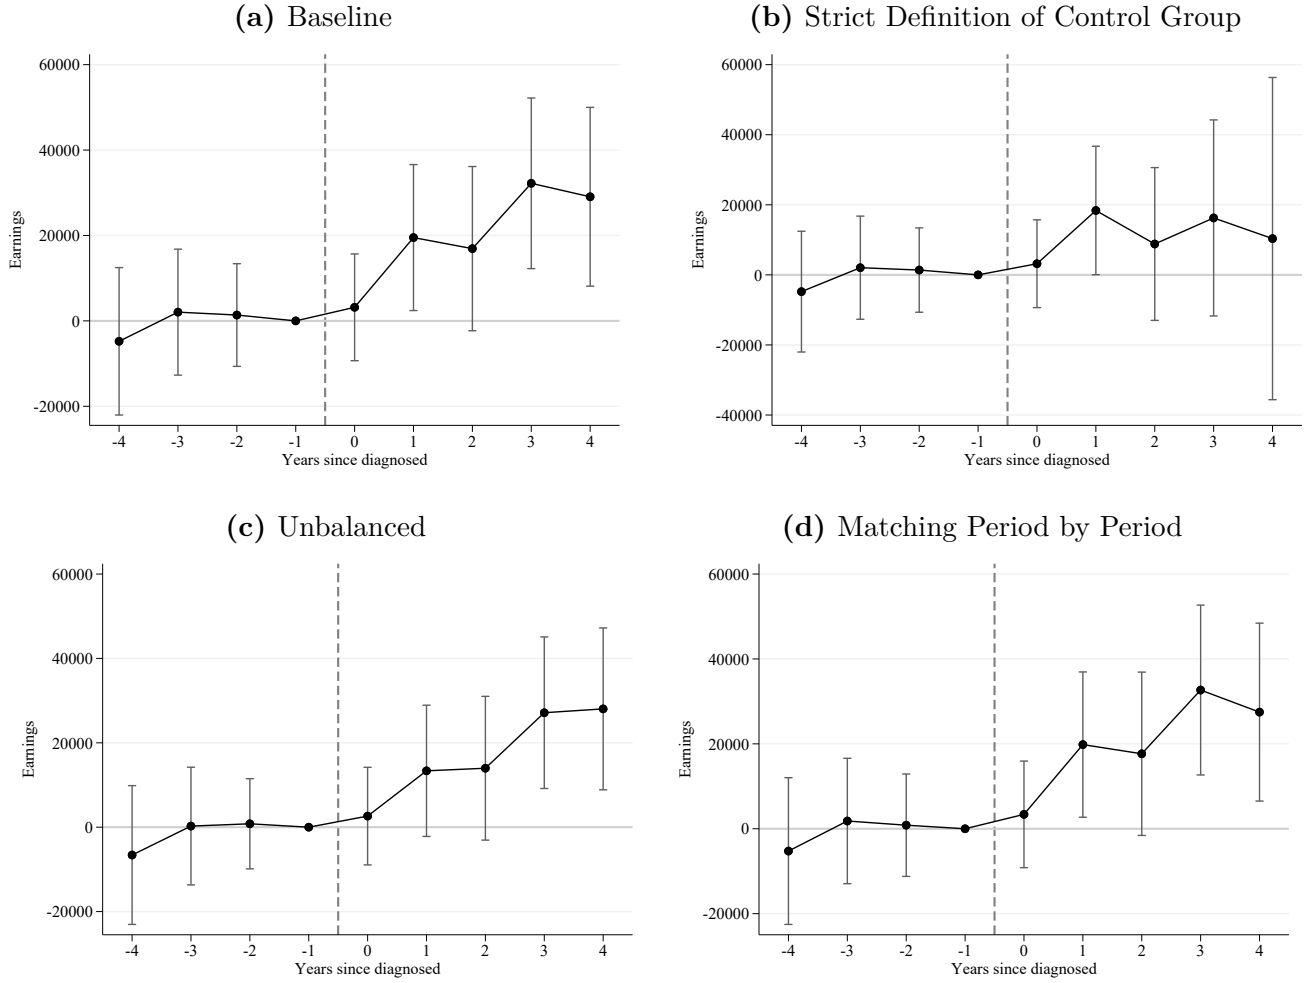 (a) Baseline
60000
40000
20000
0
-20000
Earnings
-4 -3 -2 -1 0 1 2 3 4
Years since diagnosed
(b) Strict Definition of Control Group
60000
40000
20000
0
-20000
-40000
Earnings
-4 -3 -2 -1 0 1 2 3 4
Years since diagnosed
(c) Unbalanced
60000
40000
20000
0
-20000
Earnings
-4 -3 -2 -1 0 1 2 3 4
Years since diagnosed
(d) Matching Period by Period
60000
40000
20000
0
-20000
Earnings
-4 -3 -2 -1 0 1 2 3 4
Years since diagnosed